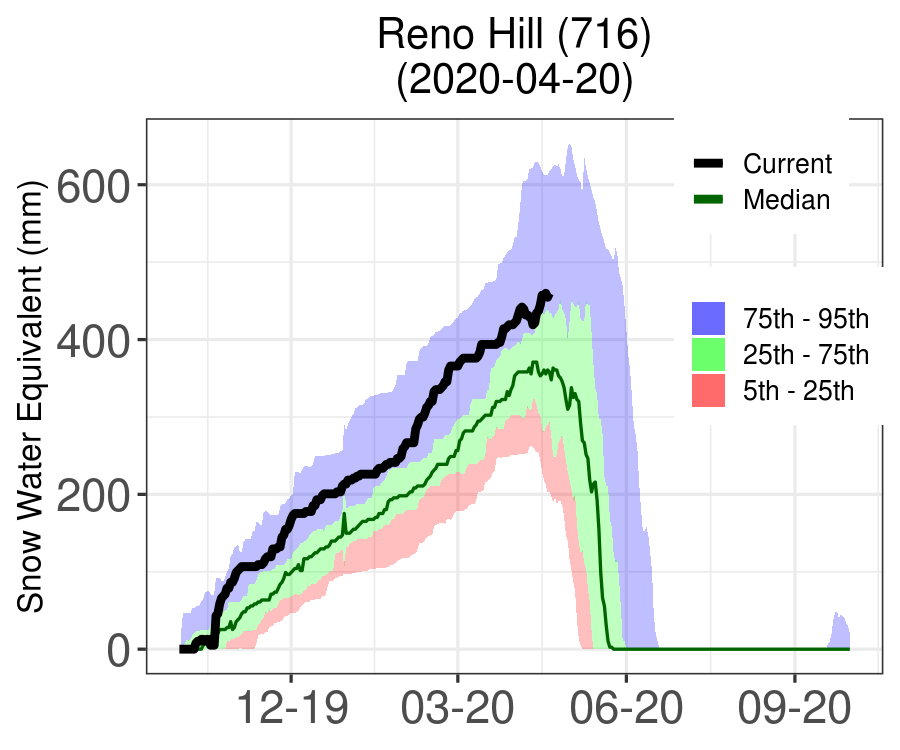 Reno Hill (716)
(2020-04-20)
Snow Water Equivalent (mm)
600
400
200
0
12-19
03-20
06-20
09-20
Current
Median
75th - 95th
25th - 75th
5th - 25th